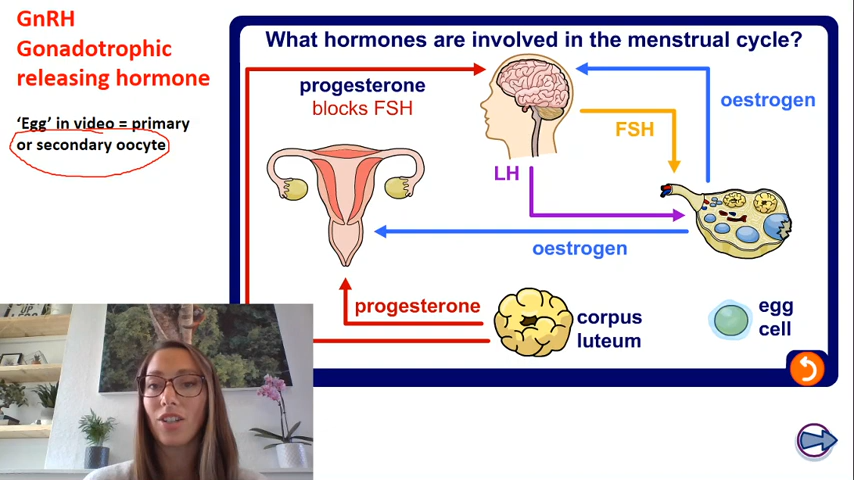 GnRH
Gonadotrophic
releasing hormone
'Egg' in video = primary
or secondary oocyte
What hormones are involved in the menstrual cycle?
progesterone
blocks FSH
oestrogen
FSH
LH
oestrogen
progesterone
corpus
luteum
egg
cell